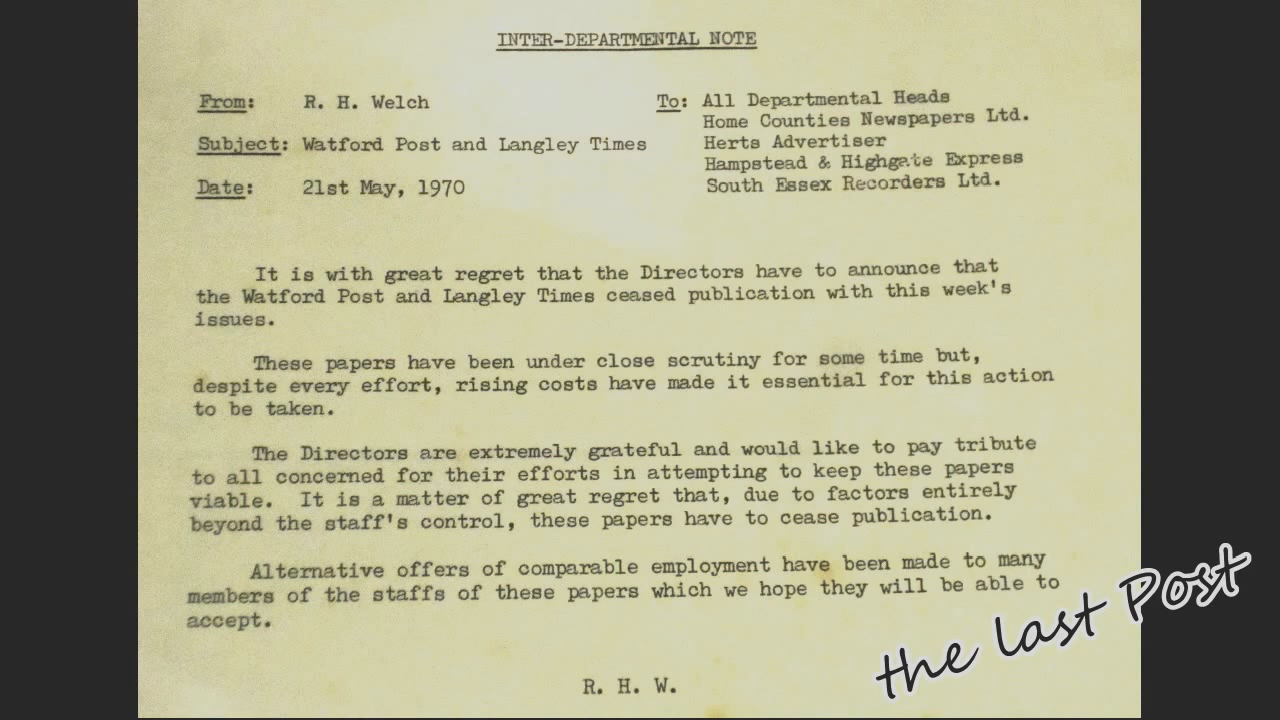 INTER-DEPARTMENTAL NOTE
From: R. H. Welch
To: All Departmental Heads
Home Counties Newspapers Ltd.
Herts Advertiser
Hampstead & Highgate Express
South Essex Recorders Ltd.
Subject: Watford Post and Langley Times
Date: 21st May, 1970
It is with great regret that the Directors have to announce that
the Watford Post and Langley Times ceased publication with this week's
issues.
These papers have been under close scrutiny for some time but,
despite every effort, rising costs have made it essential for this action
to be taken.
The Directors are extremely grateful and would like to pay tribute
to all concerned for their efforts in attempting to keep these papers
viable. It is a matter of great regret that, due to factors entirely
beyond the staff's control, these papers have to cease publication.
Alternative offers of comparable employment have been made to many
members of the staffs of these papers which we hope they will be able to
accept.
R. H. W.
the last Post